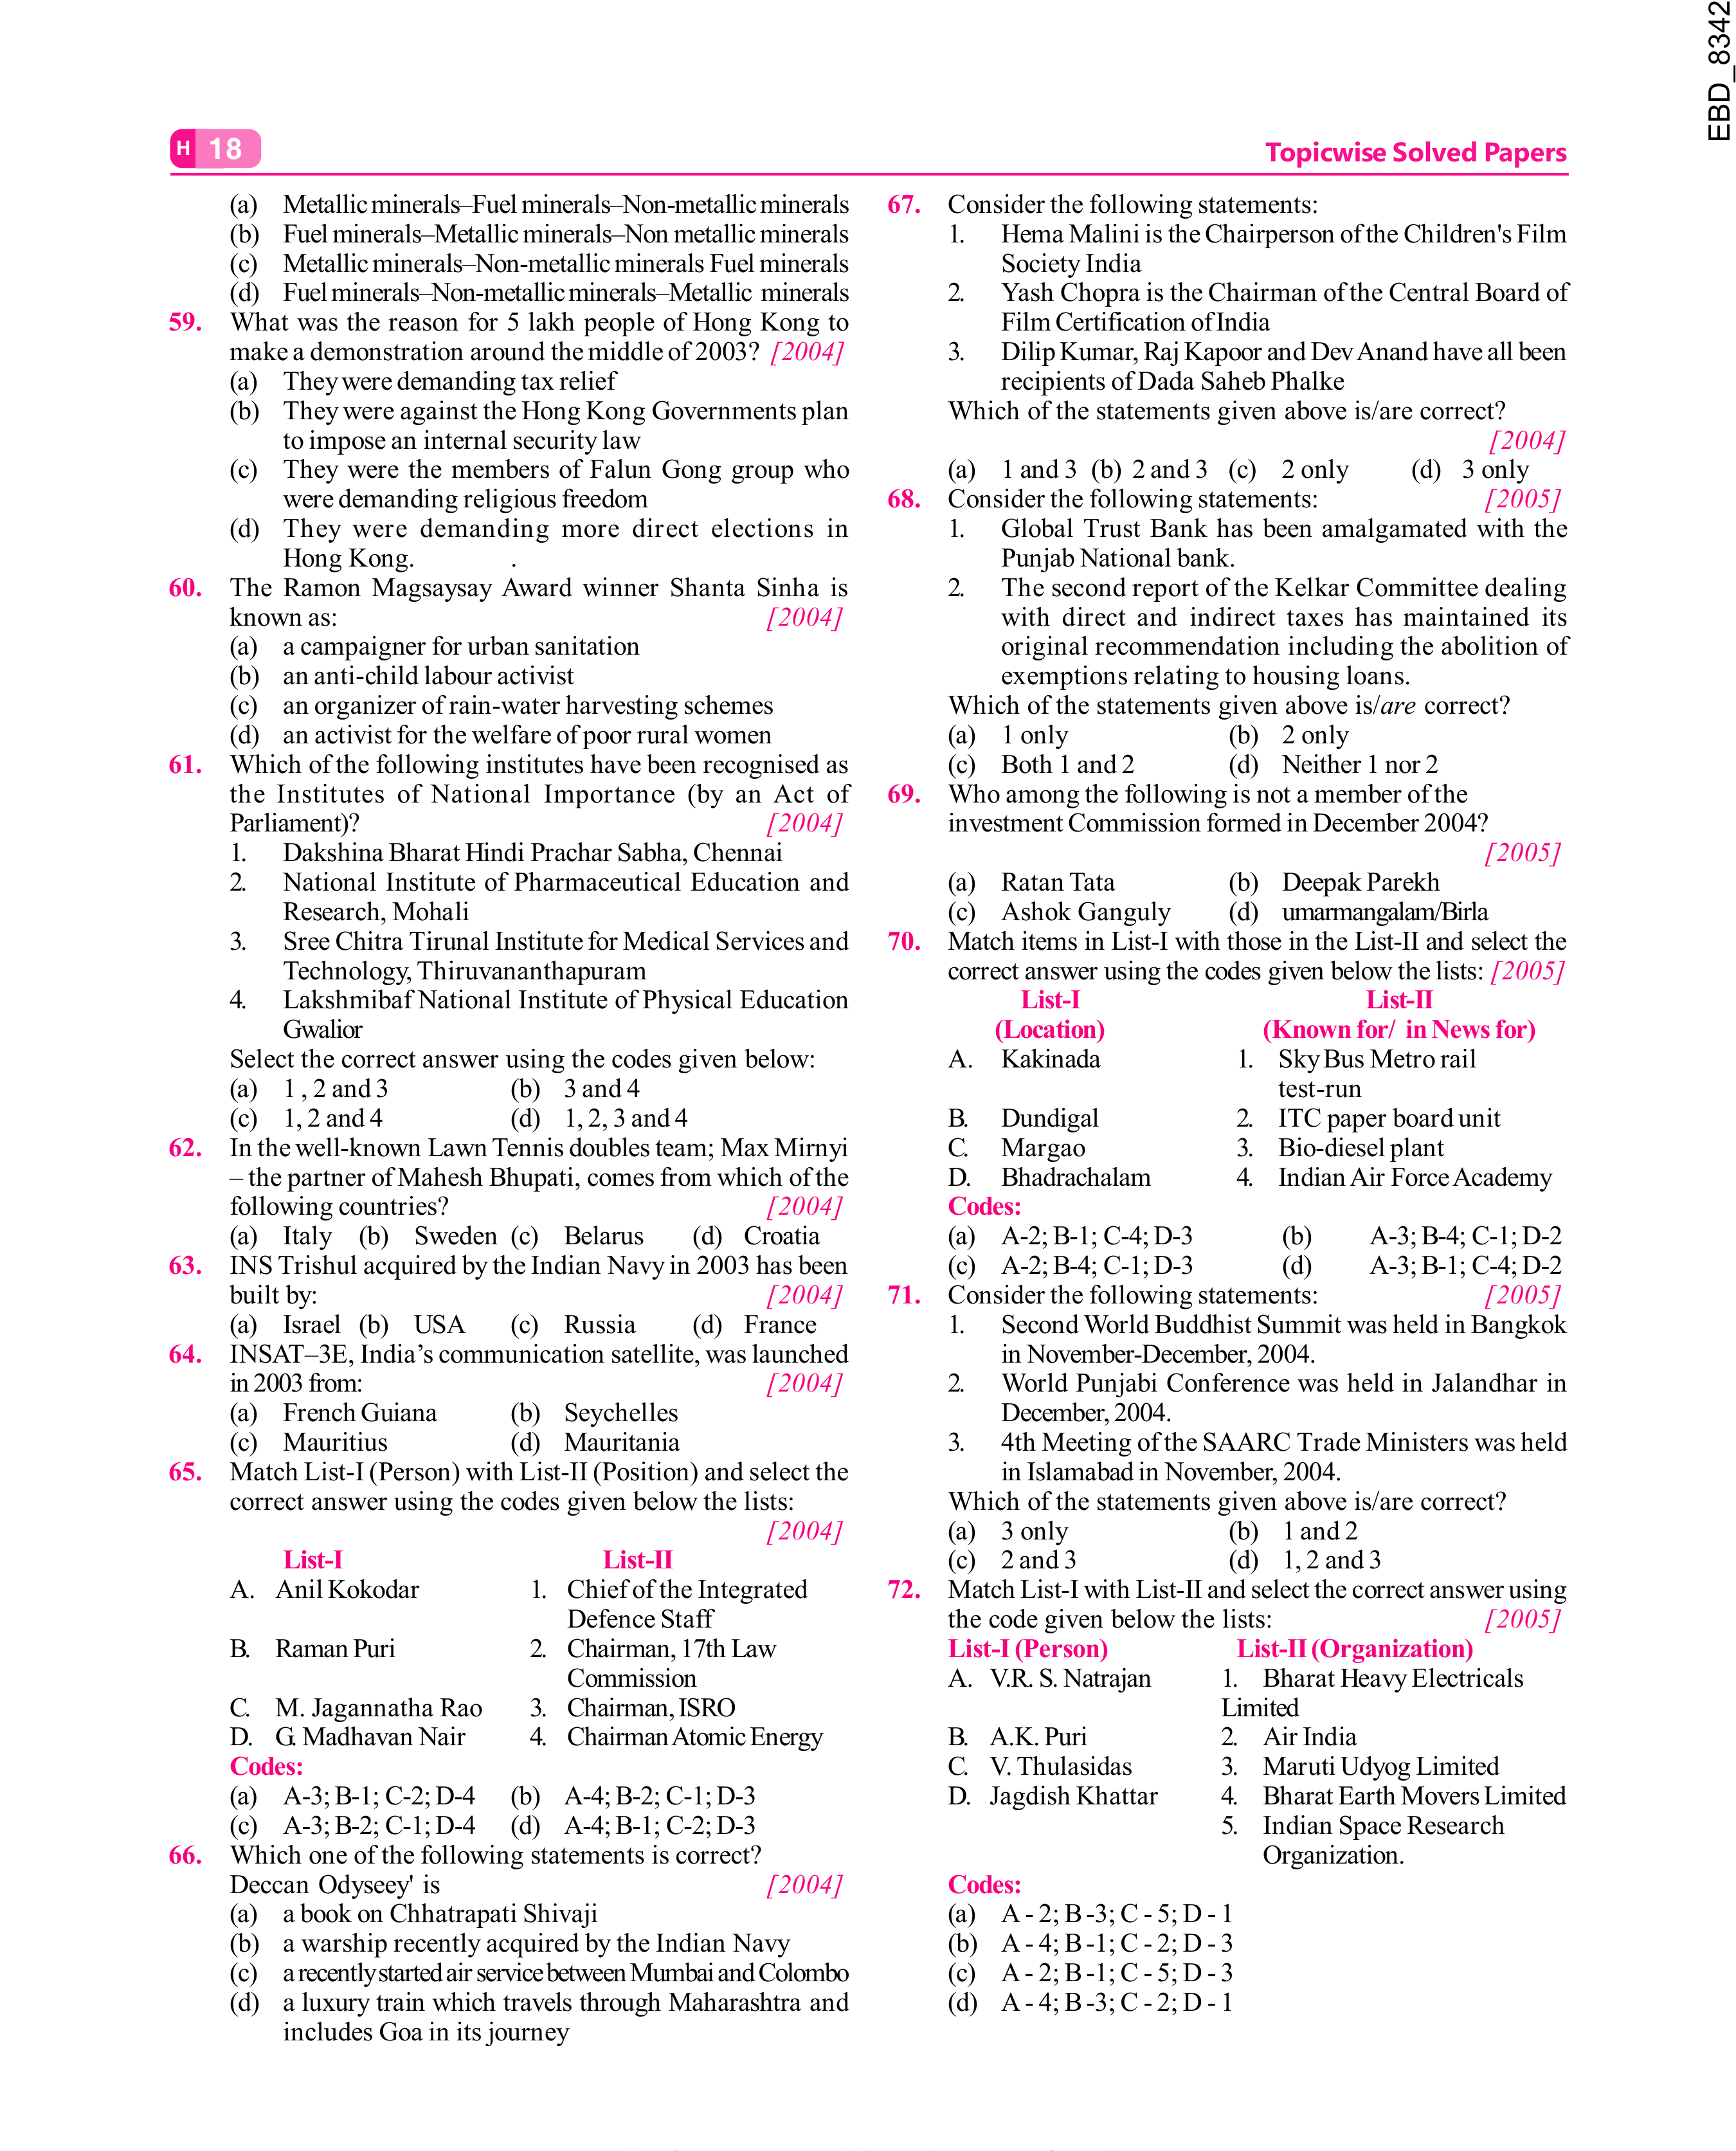 EBD_8342
H 18
Topicwise Solved Papers
(a) Metallic minerals–Fuel minerals–Non-metallic minerals
(b) Fuel minerals–Metallic minerals–Non metallic minerals
(c) Metallic minerals–Non-metallic minerals Fuel minerals
(d) Fuel minerals–Non-metallic minerals–Metallic minerals
59. What was the reason for 5 lakh people of Hong Kong to
make a demonstration around the middle of 2003? [2004]
(a) They were demanding tax relief
(b) They were against the Hong Kong Governments plan
to impose an internal security law
(c) They were the members of Falun Gong group who
were demanding religious freedom
(d) They were demanding more direct elections in
Hong Kong. .
60. The Ramon Magsaysay Award winner Shanta Sinha is
known as: [2004]
(a) a campaigner for urban sanitation
(b) an anti-child labour activist
(c) an organizer of rain-water harvesting schemes
(d) an activist for the welfare of poor rural women
61. Which of the following institutes have been recognised as
the Institutes of National Importance (by an Act of
Parliament)? [2004]
1. Dakshina Bharat Hindi Prachar Sabha, Chennai
2. National Institute of Pharmaceutical Education and
Research, Mohali
3. Sree Chitra Tirunal Institute for Medical Services and
Technology, Thiruvananthapuram
4. Lakshmibaf National Institute of Physical Education
Gwalior
Select the correct answer using the codes given below:
(a) 1 , 2 and 3 (b) 3 and 4
(c) 1, 2 and 4 (d) 1, 2, 3 and 4
62. In the well-known Lawn Tennis doubles team; Max Mirnyi
– the partner of Mahesh Bhupati, comes from which of the
following countries? [2004]
(a) Italy (b) Sweden (c) Belarus (d) Croatia
63. INS Trishul acquired by the Indian Navy in 2003 has been
built by: [2004]
(a) Israel (b) USA (c) Russia (d) France
64. INSAT–3E, India’s communication satellite, was launched
in 2003 from: [2004]
(a) French Guiana (b) Seychelles
(c) Mauritius (d) Mauritania
65. Match List-I (Person) with List-II (Position) and select the
correct answer using the codes given below the lists:
[2004]
List-I List-II
A. Anil Kokodar 1. Chief of the Integrated
Defence Staff
B. Raman Puri 2. Chairman, 17th Law
Commission
C. M. Jagannatha Rao 3. Chairman, ISRO
D. G. Madhavan Nair 4. Chairman Atomic Energy
Codes:
(a) A-3; B-1; C-2; D-4 (b) A-4; B-2; C-1; D-3
(c) A-3; B-2; C-1; D-4 (d) A-4; B-1; C-2; D-3
66. Which one of the following statements is correct?
Deccan Odyseey' is [2004]
(a) a book on Chhatrapati Shivaji
(b) a warship recently acquired by the Indian Navy
(c) a recently started air service between Mumbai and Colombo
(d) a luxury train which travels through Maharashtra and
includes Goa in its journey
67. Consider the following statements:
1. Hema Malini is the Chairperson of the Children's Film
Society India
2. Yash Chopra is the Chairman of the Central Board of
Film Certification of India
3. Dilip Kumar, Raj Kapoor and Dev Anand have all been
recipients of Dada Saheb Phalke
Which of the statements given above is/are correct?
[2004]
(a) 1 and 3 (b) 2 and 3 (c) 2 only (d) 3 only
68. Consider the following statements: [2005]
1. Global Trust Bank has been amalgamated with the
Punjab National bank.
2. The second report of the Kelkar Committee dealing
with direct and indirect taxes has maintained its
original recommendation including the abolition of
exemptions relating to housing loans.
Which of the statements given above is/are correct?
(a) 1 only (b) 2 only
(c) Both 1 and 2 (d) Neither 1 nor 2
69. Who among the following is not a member of the
investment Commission formed in December 2004?
[2005]
(a) Ratan Tata (b) Deepak Parekh
(c) Ashok Ganguly (d) umarmangalam/Birla
70. Match items in List-I with those in the List-II and select the
correct answer using the codes given below the lists: [2005]
List-I List-II
(Location) (Known for/ in News for)
A. Kakinada 1. Sky Bus Metro rail
test-run
B. Dundigal 2. ITC paper board unit
C. Margao 3. Bio-diesel plant
D. Bhadrachalam 4. Indian Air Force Academy
Codes:
(a) A-2; B-1; C-4; D-3 (b) A-3; B-4; C-1; D-2
(c) A-2; B-4; C-1; D-3 (d) A-3; B-1; C-4; D-2
71. Consider the following statements: [2005]
1. Second World Buddhist Summit was held in Bangkok
in November-December, 2004.
2. World Punjabi Conference was held in Jalandhar in
December, 2004.
3. 4th Meeting of the SAARC Trade Ministers was held
in Islamabad in November, 2004.
Which of the statements given above is/are correct?
(a) 3 only (b) 1 and 2
(c) 2 and 3 (d) 1, 2 and 3
72. Match List-I with List-II and select the correct answer using
the code given below the lists: [2005]
List-I (Person) List-II (Organization)
A. V.R. S. Natrajan 1. Bharat Heavy Electricals
Limited
B. A.K. Puri 2. Air India
C. V. Thulasidas 3. Maruti Udyog Limited
D. Jagdish Khattar 4. Bharat Earth Movers Limited
5. Indian Space Research
Organization.
Codes:
(a) A - 2; B -3; C - 5; D - 1
(b) A - 4; B -1; C - 2; D - 3
(c) A - 2; B -1; C - 5; D - 3
(d) A - 4; B -3; C - 2; D - 1